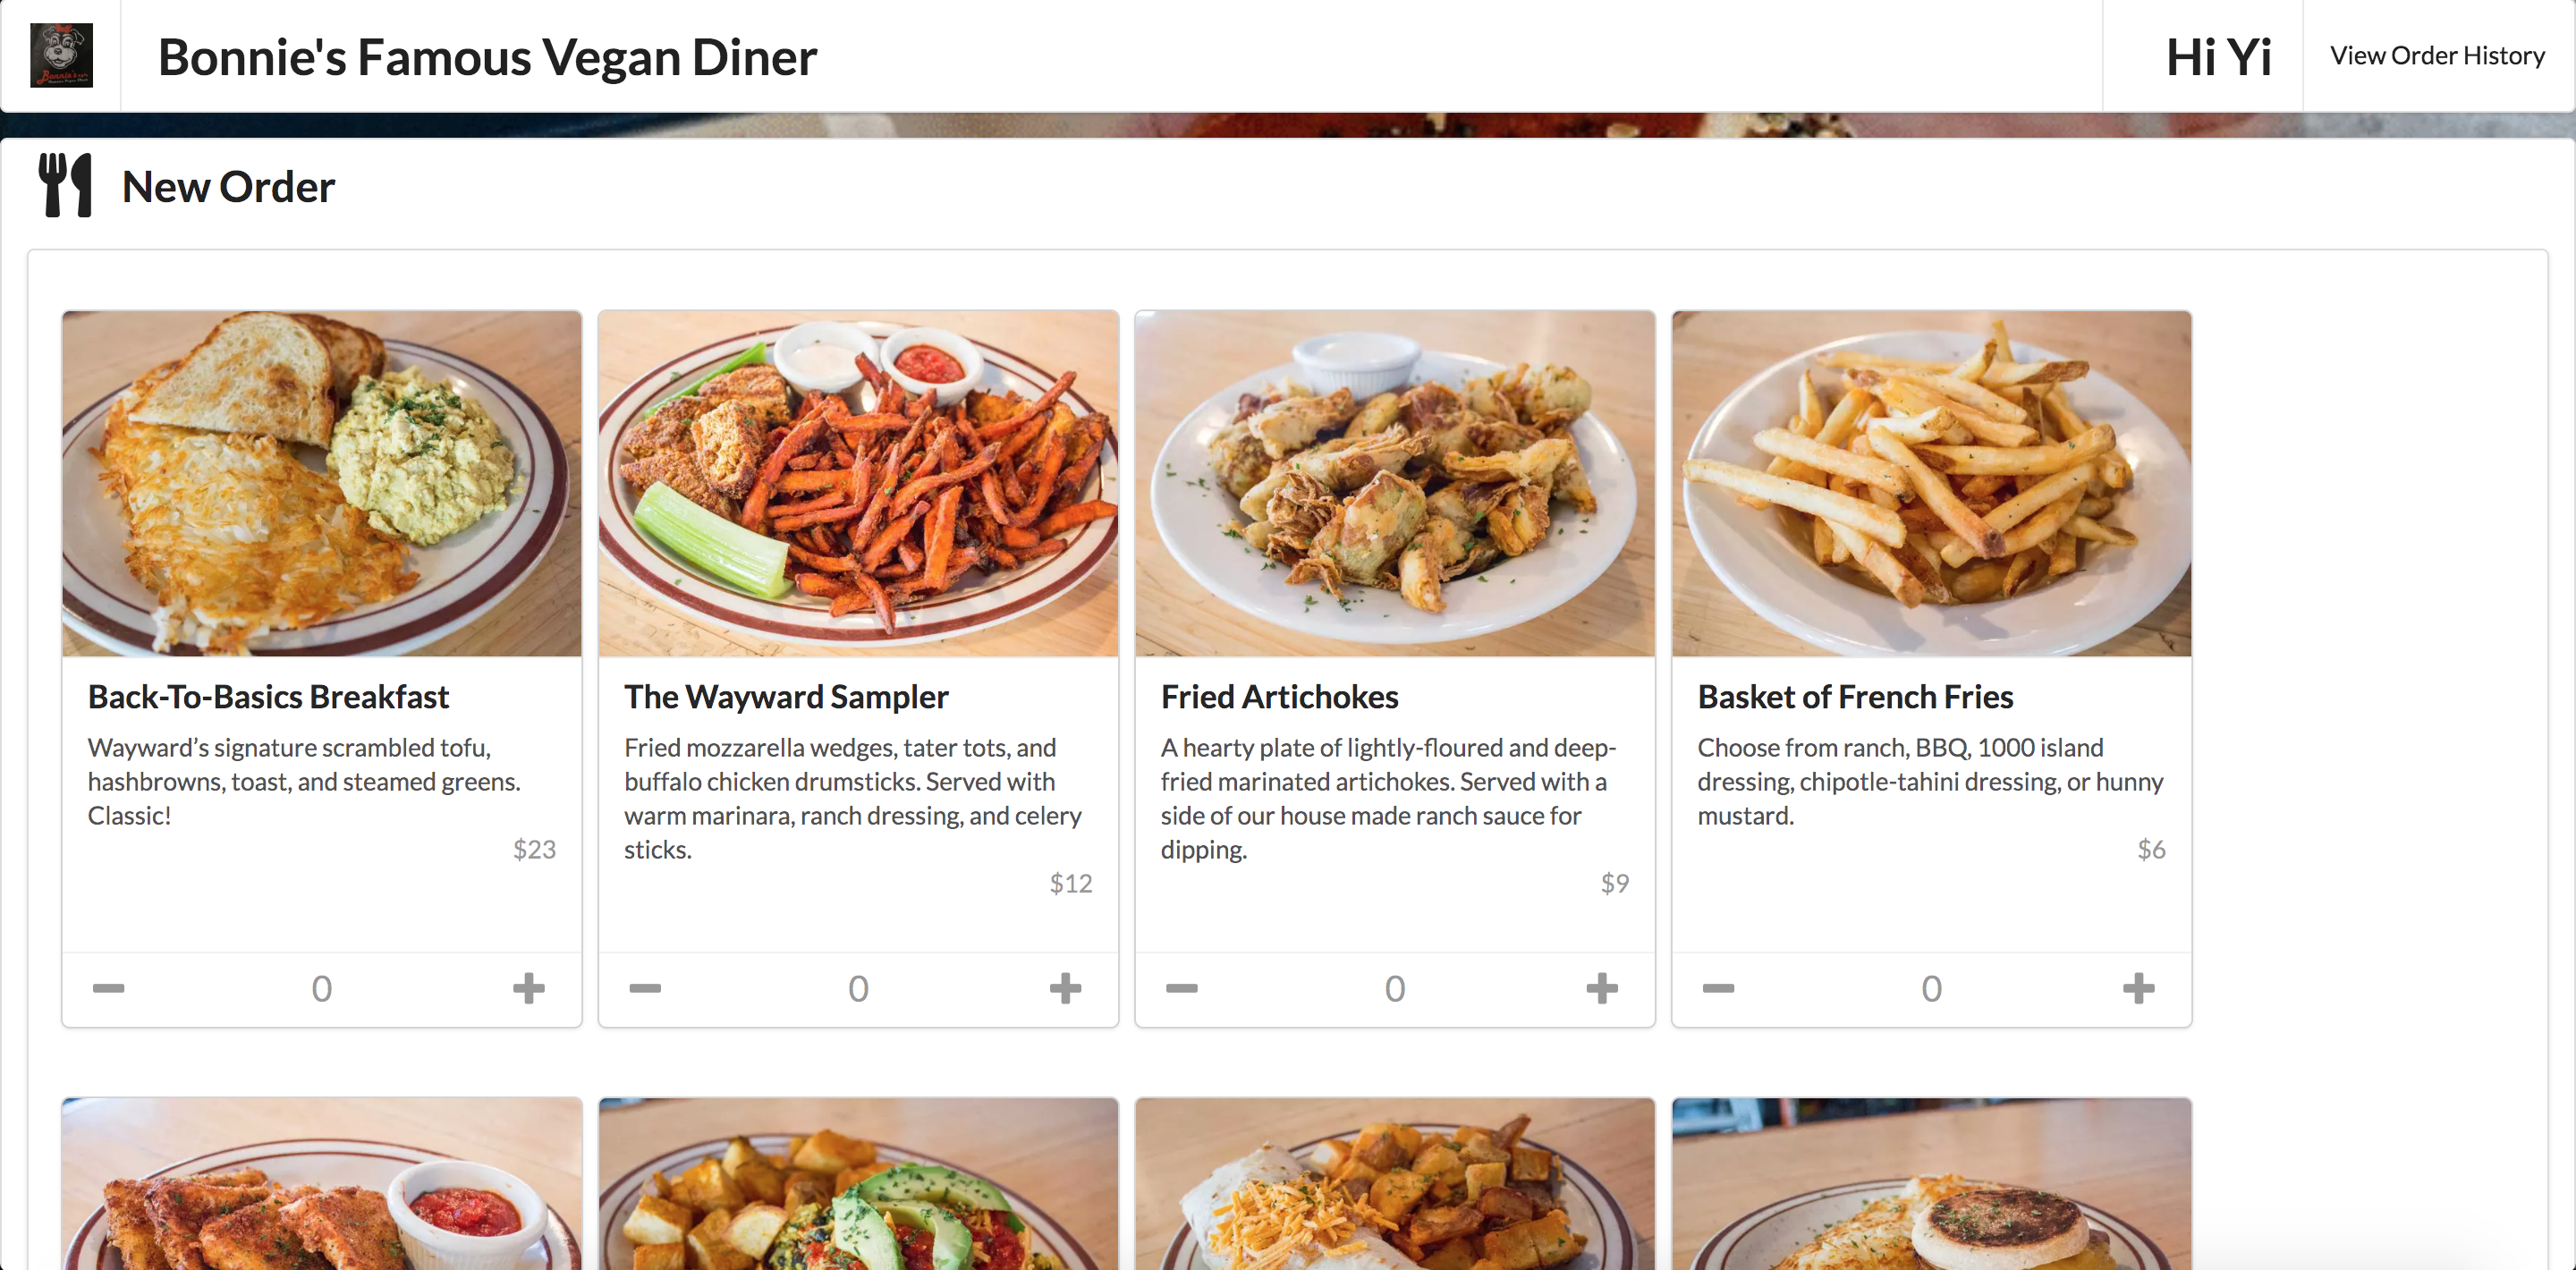 Bonnie's
Bonnie's Famous Vegan Diner
Hi Yi
View Order History
New Order
Back-To-Basics Breakfast
Wayward’s signature scrambled tofu,
hashbrowns, toast, and steamed greens.
Classic!
$23
0
The Wayward Sampler
Fried mozzarella wedges, tater tots, and
buffalo chicken drumsticks. Served with
warm marinara, ranch dressing, and celery
sticks.
$12
0
Fried Artichokes
A hearty plate of lightly-floured and deep-
fried marinated artichokes. Served with a
side of our house made ranch sauce for
dipping.
$9
0
Basket of French Fries
Choose from ranch, BBQ, 1000 island
dressing, chipotle-tahini dressing, or hunny
mustard.
$6
0